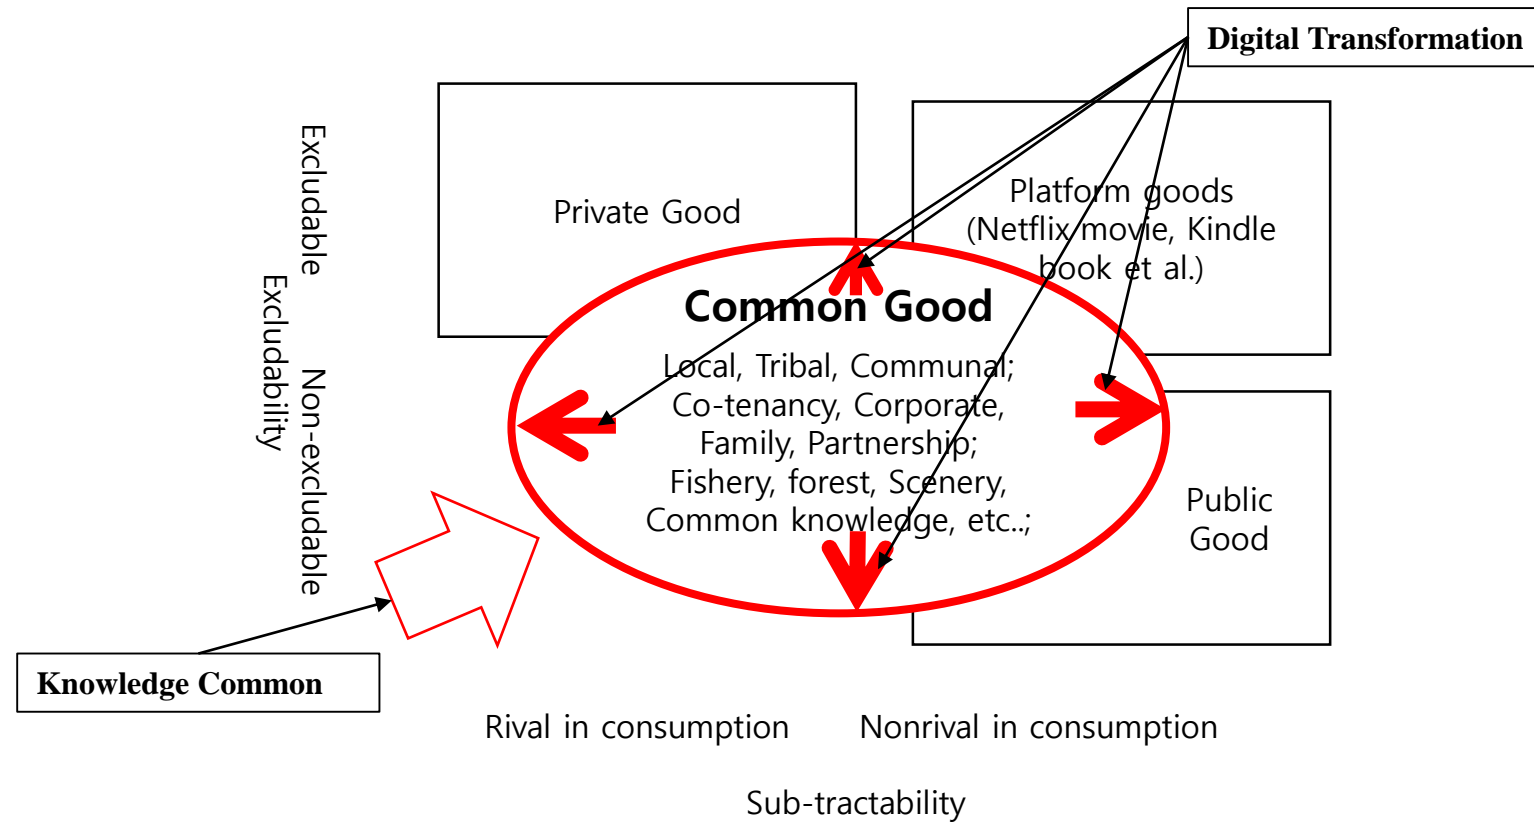 Digital Transformation
Excludable
Non-excludable
Excludability
Private Good
Platform goods
(Netflix movie, Kindle
book et al.)
Common Good
Local, Tribal, Communal;
Co-tenancy, Corporate,
Family, Partnership;
Fishery, forest, Scenery,
Common knowledge, etc..;
Public
Good
Knowledge Common
Rival in consumption
Nonrival in consumption
Sub-tractability